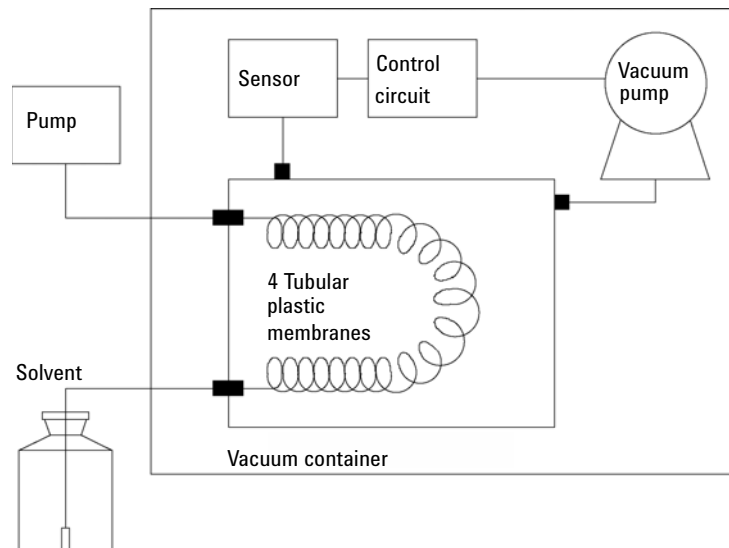 Sensor
Control
circuit
Vacuum
pump
Pump
4 Tubular
plastic
membranes
Solvent
Vacuum container